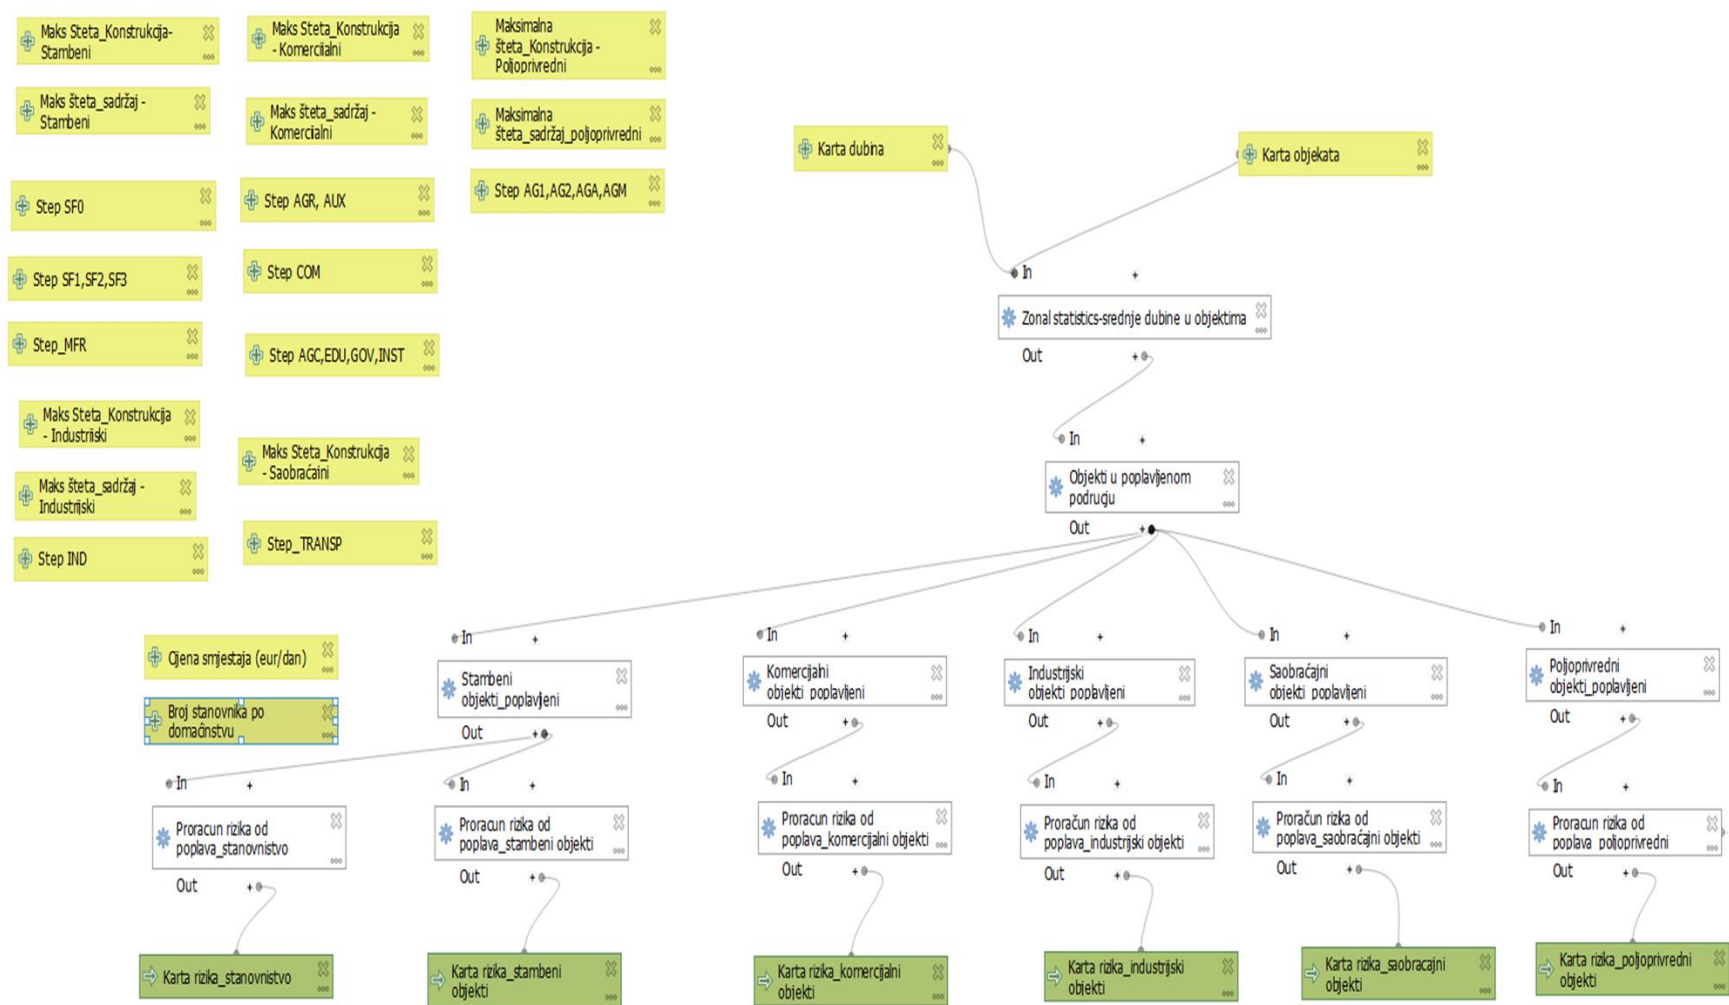 Maks Steta_Konstrukcija-
Stambeni
Maks Steta_Konstrukcija
- Komercijalni
Maksimalna
šteta_Konstrukcija -
Poljoprivredni
Maks šteta_sadržaj -
Stambeni
Maks šteta_sadržaj -
Komercijalni
Maksimalna
šteta_sadržaj_poljoprivredni
Karta dubina
Karta objekata
Step SF0
Step AGR, AUX
Step AG1,AG2,AGA,AGM
Step SF1,SF2,SF3
Step COM
In
+
Zonal statistics-srednje dubine u objektima
Out
+
Step_MFR
Step AGC,EDU,GOV,INST
Maks Steta_Konstrukcija
- Industrijski
Maks Steta_Konstrukcija
- Saobraćajni
In
+
Objekti u poplavljenom
području
Out
+
Maks šteta_sadržaj -
Industrijski
Step IND
Step_TRANSP
Cijena smjestaja (eur/dan)
Broj stanovnika po
domaćinstvu
In
+
Stambeni
objekti_poplavljeni
Out
+
In
+
Komercijalni
objekti_poplavljeni
Out
+
In
+
Industrijski
objekti_poplavljeni
Out
+
In
+
Saobraćajni
objekti_poplavljeni
Out
+
In
+
Poljoprivredni
objekti_poplavljeni
Out
+
In
+
Proracun rizika od
poplava_stanovnistvo
Out
+
In
+
Proracun rizika od
poplava_stambeni objekti
Out
+
In
+
Proracun rizika od
poplava_komercijalni objekti
Out
+
In
+
Proračun rizika od
poplava_industrijski objekti
Out
+
In
+
Proračun rizika od
poplava_saobraćajni objekti
Out
+
In
+
Proracun rizika od
poplava_poljoprivredni
Out
+
Karta rizika_stanovnistvo
Karta rizika_stambeni
objekti
Karta rizika_komercijalni
objekti
Karta rizika_industrijski
objekti
Karta rizika_saobracajni
objekti
Karta rizika_poljoprivredni
objekti